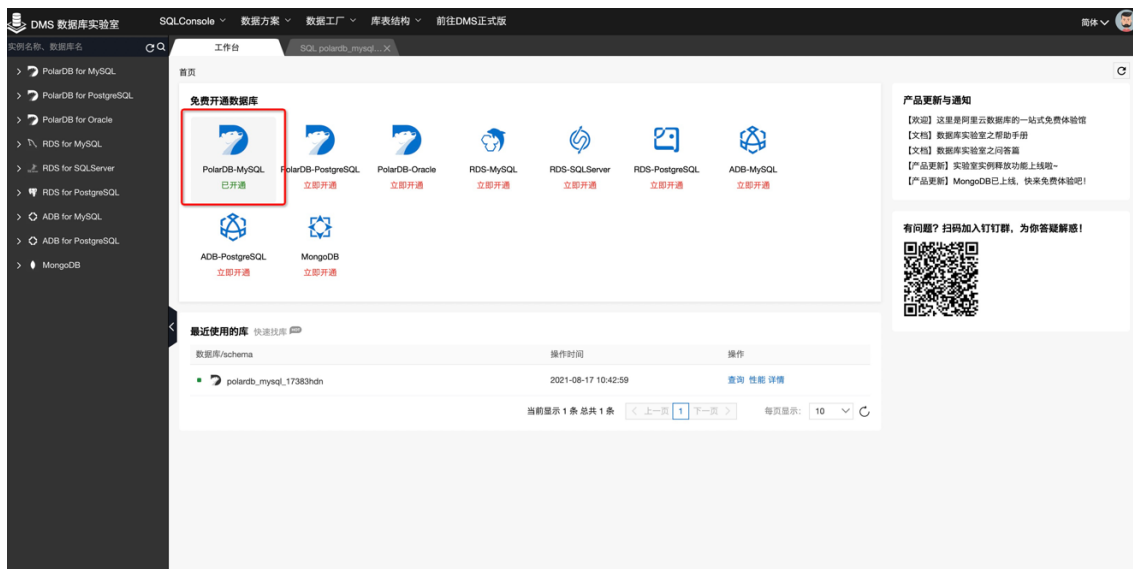 DMS 数据库实验室
SQLConsole 数据方案 数据工厂 库表结构 前往DMS正式版
简体
实例名称、数据库名
工作台
SQL polardb_mysql... X
PolarDB for MySQL
PolarDB for PostgreSQL
PolarDB for Oracle
RDS for MySQL
RDS for SQLServer
RDS for PostgreSQL
ADB for MySQL
ADB for PostgreSQL
MongoDB
首页
免费开通数据库
PolarDB-MySQL PolarDB-PostgreSQL PolarDB-Oracle RDS-MySQL RDS-SQLServer RDS-PostgreSQL ADB-MySQL
已开通 立即开通 立即开通 立即开通 立即开通 立即开通 立即开通
ADB-PostgreSQL MongoDB
立即开通 立即开通
最近使用的库 快速找库
数据库/schema 操作时间 操作
polardb_mysql_17383hdn 2021-08-17 10:42:59 查询 性能 详情
当前显示 1 条 总共 1 条 上一页 1 下一页 每页显示: 10
产品更新与通知
【欢迎】这里是阿里云数据库的一站式免费体验馆
【文档】数据库实验室之帮助手册
【文档】数据库实验室之问答篇
【产品更新】实验室实例释放功能上线啦~
【产品更新】MongoDB已上线，快来免费体验吧!
有问题? 扫码加入钉钉群，为你答疑解惑!